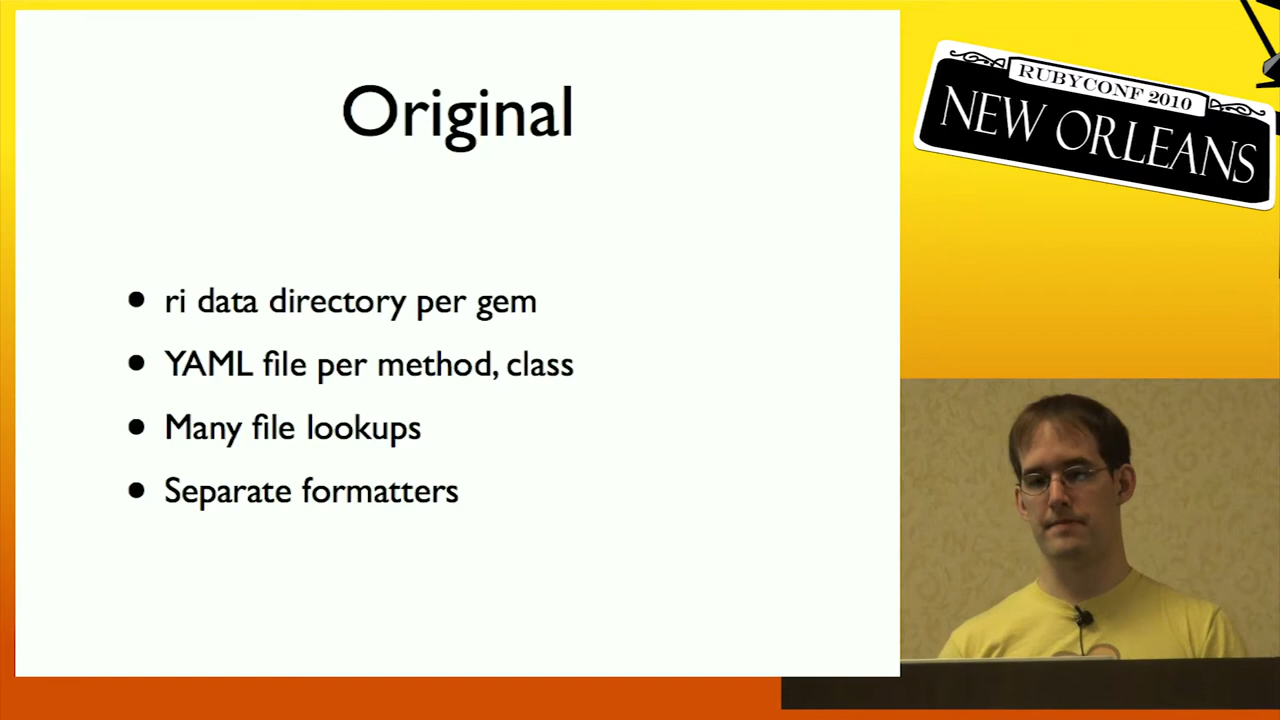 Original
• ri data directory per gem
• YAML file per method, class
• Many file lookups
• Separate formatters
RUBYCONF 2010
NEW ORLEANS